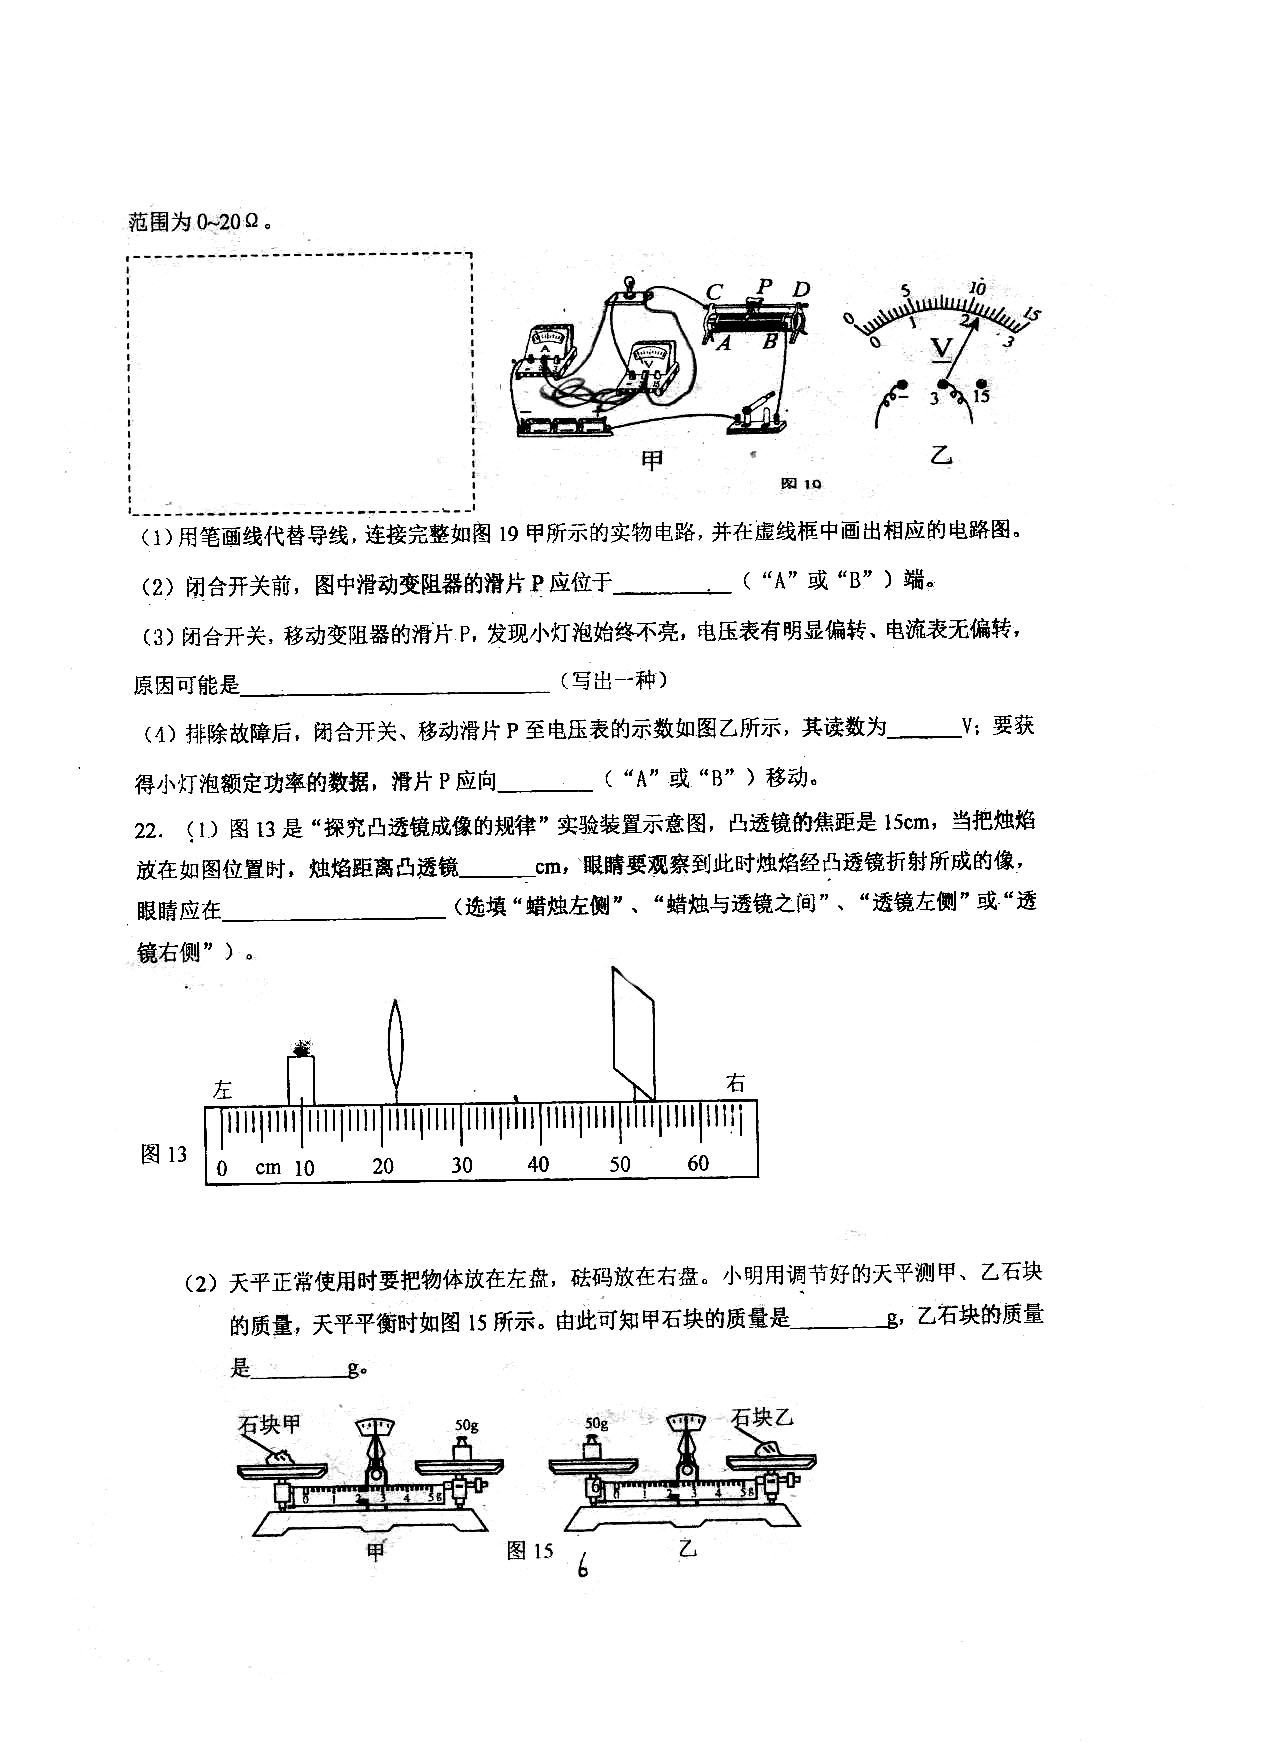 范围为 0~20Ω。
C P D
A B
A
V
− +
甲
0 5 10 15
0 1 2 3
V
− 3 15
乙
图 19
（1）用笔画线代替导线，连接完整如图 19 甲所示的实物电路，并在虚线框中画出相应的电路图。
（2）闭合开关前，图中滑动变阻器的滑片 P 应位于__________（“A”或“B”）端。
（3）闭合开关，移动变阻器的滑片 P，发现小灯泡始终不亮，电压表有明显偏转、电流表无偏转，
原因可能是__________________________（写出一种）
（4）排除故障后，闭合开关、移动滑片 P 至电压表的示数如图乙所示，其读数为______V；要获
得小灯泡额定功率的数据，滑片 P 应向________（“A”或“B”）移动。
22．（1）图 13 是“探究凸透镜成像的规律”实验装置示意图，凸透镜的焦距是 15cm，当把烛焰
放在如图位置时，烛焰距离凸透镜______cm，眼睛要观察到此时烛焰经凸透镜折射所成的像，
眼睛应在___________________（选填“蜡烛左侧”、“蜡烛与透镜之间”、“透镜左侧”或“透
镜右侧”）。
左 右
图 13
0 cm 10 20 30 40 50 60
（2）天平正常使用时要把物体放在左盘，砝码放在右盘。小明用调节好的天平测甲、乙石块
的质量，天平平衡时如图 15 所示。由此可知甲石块的质量是________g，乙石块的质量
是________g。
石块甲 50g 50g 石块乙
0 1 2 3 4 5g 0 1 2 3 4 5g
甲 图 15 乙
6